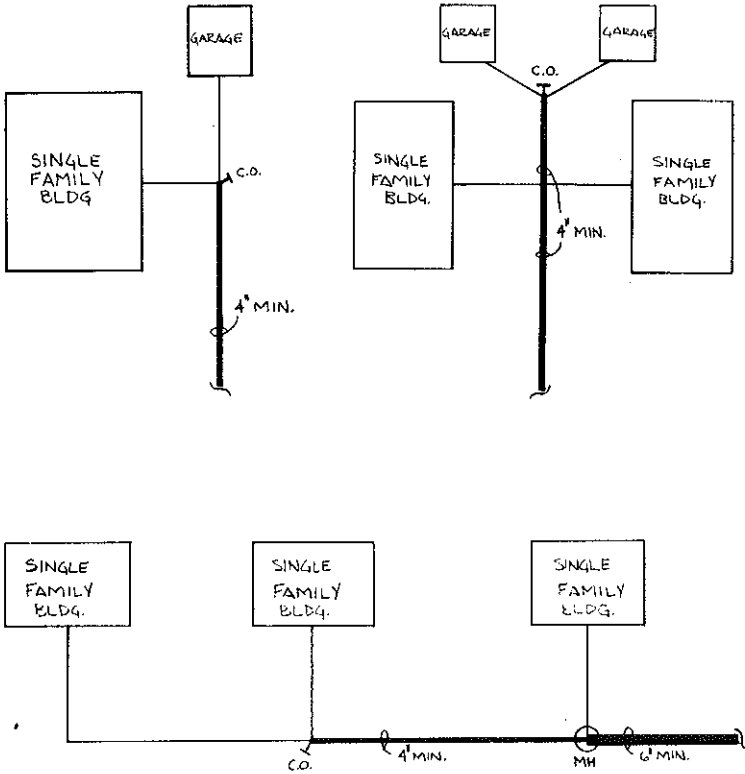 GARAGE
SINGLE
FAMILY
BLDG
C.O.
4" MIN.
GARAGE
GARAGE
C.O.
SINGLE
FAMILY
BLDG.
SINGLE
FAMILY
BLDG.
4" MIN.
SINGLE
FAMILY
BLDG.
SINGLE
FAMILY
BLDG.
SINGLE
FAMILY
BLDG.
C.O.
4" MIN.
MH
6" MIN.